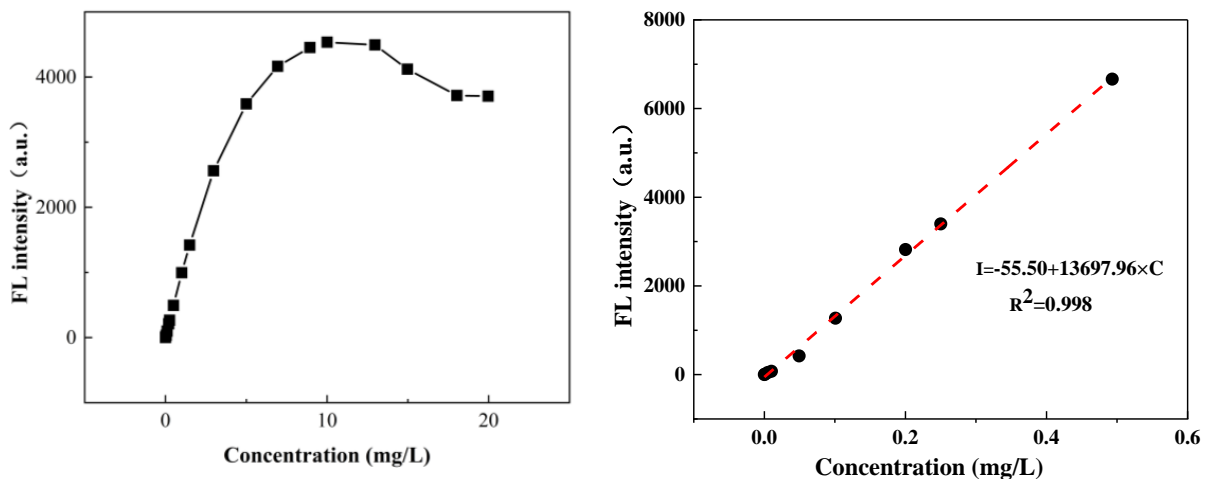 4000
2000
0
0
10
20
FL intensity（a.u.）
Concentration (mg/L)
8000
6000
4000
2000
0
0.0
0.2
0.4
0.6
FL intensity（a.u.）
Concentration (mg/L)
I=-55.50+13697.96×C
R²=0.998